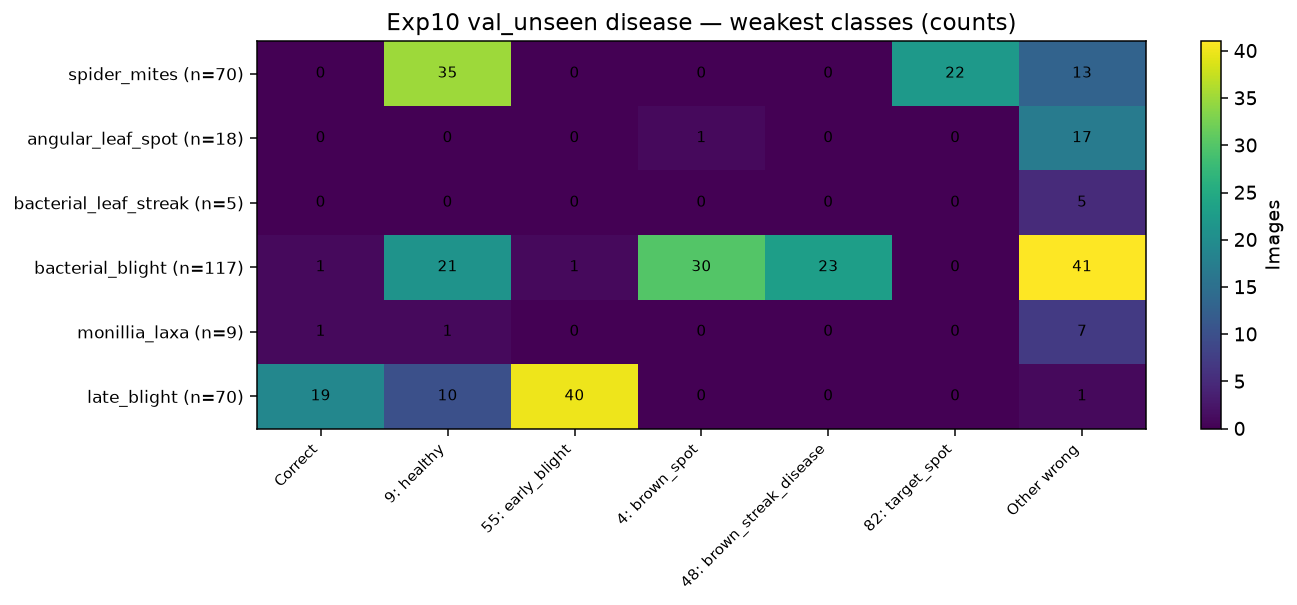 Exp10 val_unseen disease — weakest classes (counts)
spider_mites (n=70) 0 35 0 0 0 22 13
angular_leaf_spot (n=18) 0 0 0 1 0 0 17
bacterial_leaf_streak (n=5) 0 0 0 0 0 0 5
bacterial_blight (n=117) 1 21 1 30 23 0 41
monillia_laxa (n=9) 1 1 0 0 0 0 7
late_blight (n=70) 19 10 40 0 0 0 1
Correct
9: healthy
55: early_blight
4: brown_spot
48: brown_streak_disease
82: target_spot
Other wrong
40
35
30
25
20
15
10
5
0
Images